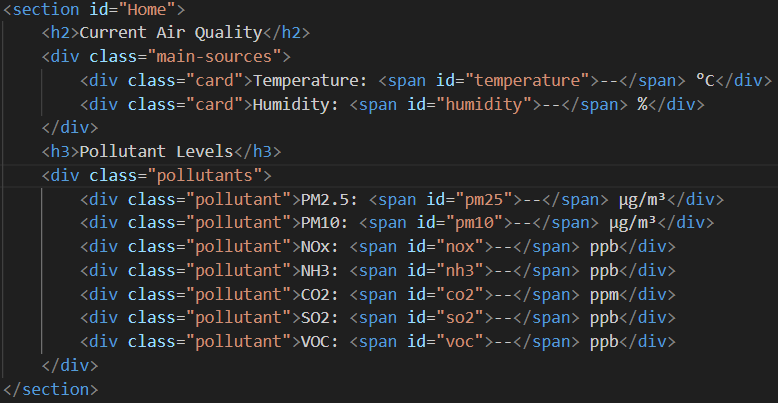 <section id="Home">
    <h2>Current Air Quality</h2>
    <div class="main-sources">
        <div class="card">Temperature: <span id="temperature">--</span> °C</div>
        <div class="card">Humidity: <span id="humidity">--</span> %</div>
    </div>
    <h3>Pollutant Levels</h3>
    <div class="pollutants">
        <div class="pollutant">PM2.5: <span id="pm25">--</span> µg/m³</div>
        <div class="pollutant">PM10: <span id="pm10">--</span> µg/m³</div>
        <div class="pollutant">NOx: <span id="nox">--</span> ppb</div>
        <div class="pollutant">NH3: <span id="nh3">--</span> ppb</div>
        <div class="pollutant">CO2: <span id="co2">--</span> ppm</div>
        <div class="pollutant">SO2: <span id="so2">--</span> ppb</div>
        <div class="pollutant">VOC: <span id="voc">--</span> ppb</div>
    </div>
</section>